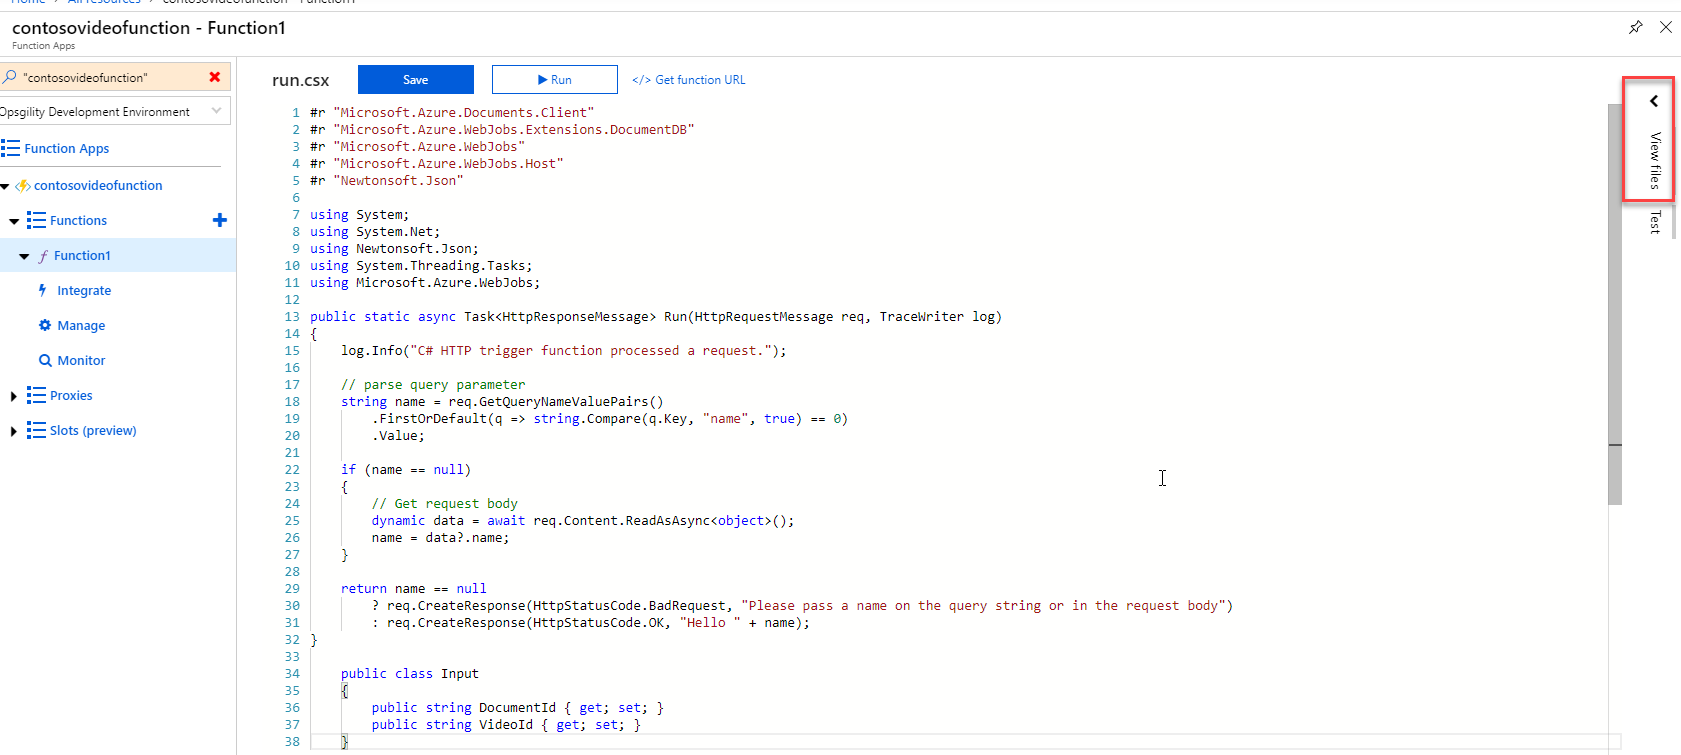 Home > All resources > contosovideofunction - Function1
contosovideofunction - Function1
Function Apps
"contosovideofunction"
Opsgility Development Environment
Function Apps
contosovideofunction
Functions
Function1
Integrate
Manage
Monitor
Proxies
Slots (preview)
run.csx
Save
Run
</> Get function URL
1 #r "Microsoft.Azure.Documents.Client"
2 #r "Microsoft.Azure.WebJobs.Extensions.DocumentDB"
3 #r "Microsoft.Azure.WebJobs"
4 #r "Microsoft.Azure.WebJobs.Host"
5 #r "Newtonsoft.Json"
6
7 using System;
8 using System.Net;
9 using Newtonsoft.Json;
10 using System.Threading.Tasks;
11 using Microsoft.Azure.WebJobs;
12
13 public static async Task<HttpResponseMessage> Run(HttpRequestMessage req, TraceWriter log)
14 {
15 log.Info("C# HTTP trigger function processed a request.");
16
17 // parse query parameter
18 string name = req.GetQueryNameValuePairs()
19 .FirstOrDefault(q => string.Compare(q.Key, "name", true) == 0)
20 .Value;
21
22 if (name == null)
23 {
24 // Get request body
25 dynamic data = await req.Content.ReadAsAsync<object>();
26 name = data?.name;
27 }
28
29 return name == null
30 ? req.CreateResponse(HttpStatusCode.BadRequest, "Please pass a name on the query string or in the request body")
31 : req.CreateResponse(HttpStatusCode.OK, "Hello " + name);
32 }
33
34 public class Input
35 {
36 public string DocumentId { get; set; }
37 public string VideoId { get; set; }
38 }
View files
Test